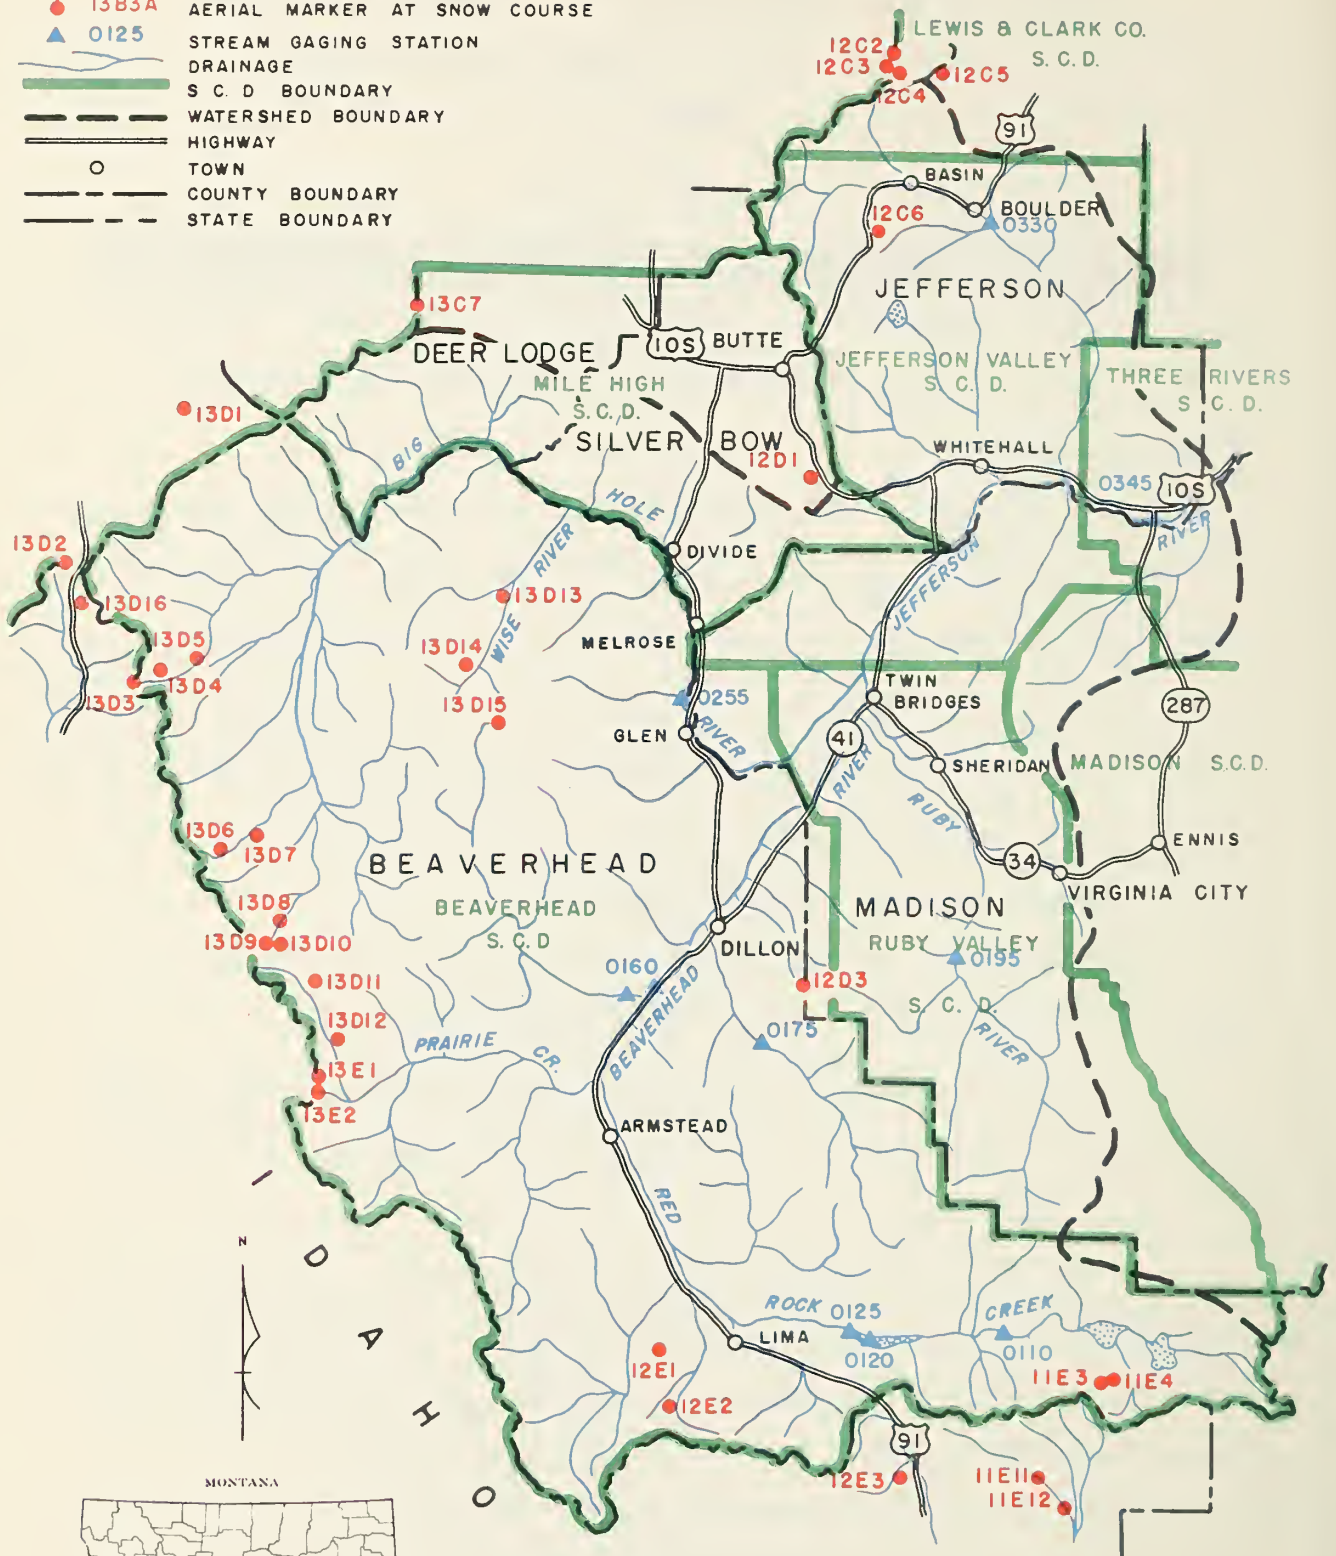 13B3A AERIAL MARKER AT SNOW COURSE
0125 STREAM GAGING STATION
DRAINAGE
S C. D BOUNDARY
WATERSHED BOUNDARY
HIGHWAY
TOWN
COUNTY BOUNDARY
STATE BOUNDARY
LEWIS & CLARK CO.
S. C. D.
12C2
12C3
12C4
12C5
91
BASIN
BOULDER
0330
12C6
JEFFERSON
13C7
DEER LODGE
10S BUTTE
MILE HIGH
S.C.D.
JEFFERSON VALLEY
S. C. D.
THREE RIVERS
S. C. D.
13D1
SILVER BOW
BIG HOLE RIVER
12D1
WHITEHALL
0345
10S
JEFFERSON RIVER
WISE RIVER
DIVIDE
13D2
13D16
13D13
MELROSE
13D5
13D4
13D3
13D14
13D15
0255
GLEN
TWIN
BRIDGES
287
41
SHERIDAN
MADISON S.C.D.
RUBY RIVER
13D6
13D7
BEAVERHEAD
BEAVERHEAD
S. C. D
34
ENNIS
VIRGINIA CITY
MADISON
RUBY VALLEY
S. C. D.
0195
13D8
13D9
13D10
DILLON
0160
12D3
13D11
13D12
BEAVERHEAD RIVER
0175
PRAIRIE CR.
13E1
13E2
ARMSTEAD
IDAHO
N
RED ROCK CREEK
0125
0120
0110
LIMA
12E1
12E2
11E3
11E4
91
12E3
11E11
11E12
MONTANA